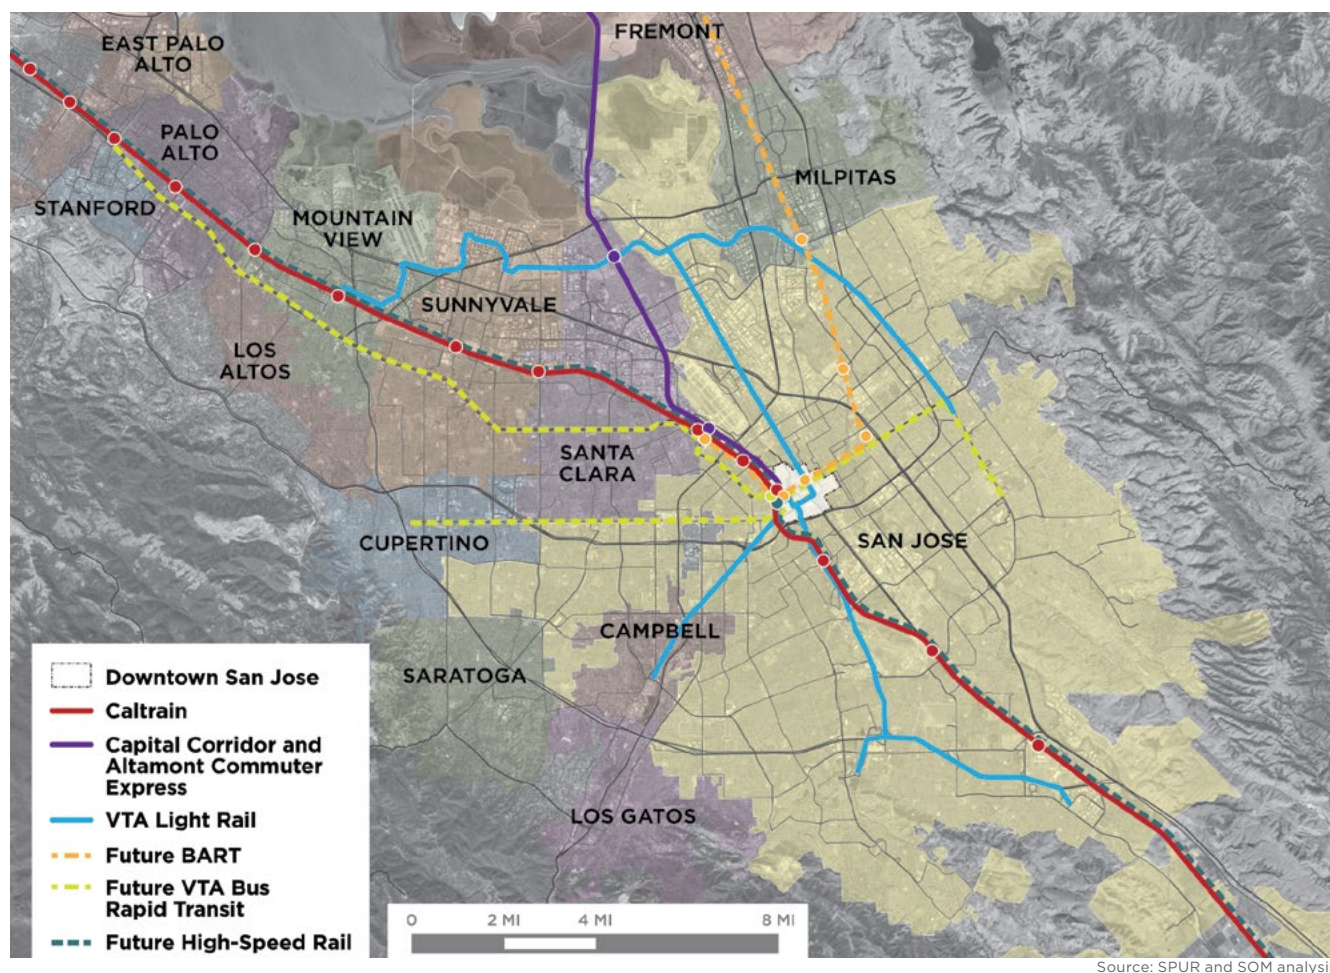 FREMONT
EAST PALO
ALTO
PALO
ALTO
MILPITAS
STANFORD
MOUNTAIN
VIEW
SUNNYVALE
LOS
ALTOS
SANTA
CLARA
CUPERTINO
SAN JOSE
CAMPBELL
SARATOGA
LOS GATOS
Downtown San Jose
Caltrain
Capital Corridor and
Altamont Commuter
Express
VTA Light Rail
Future BART
Future VTA Bus
Rapid Transit
Future High-Speed Rail
0 2 MI 4 MI 8 MI
Source: SPUR and SOM analysi